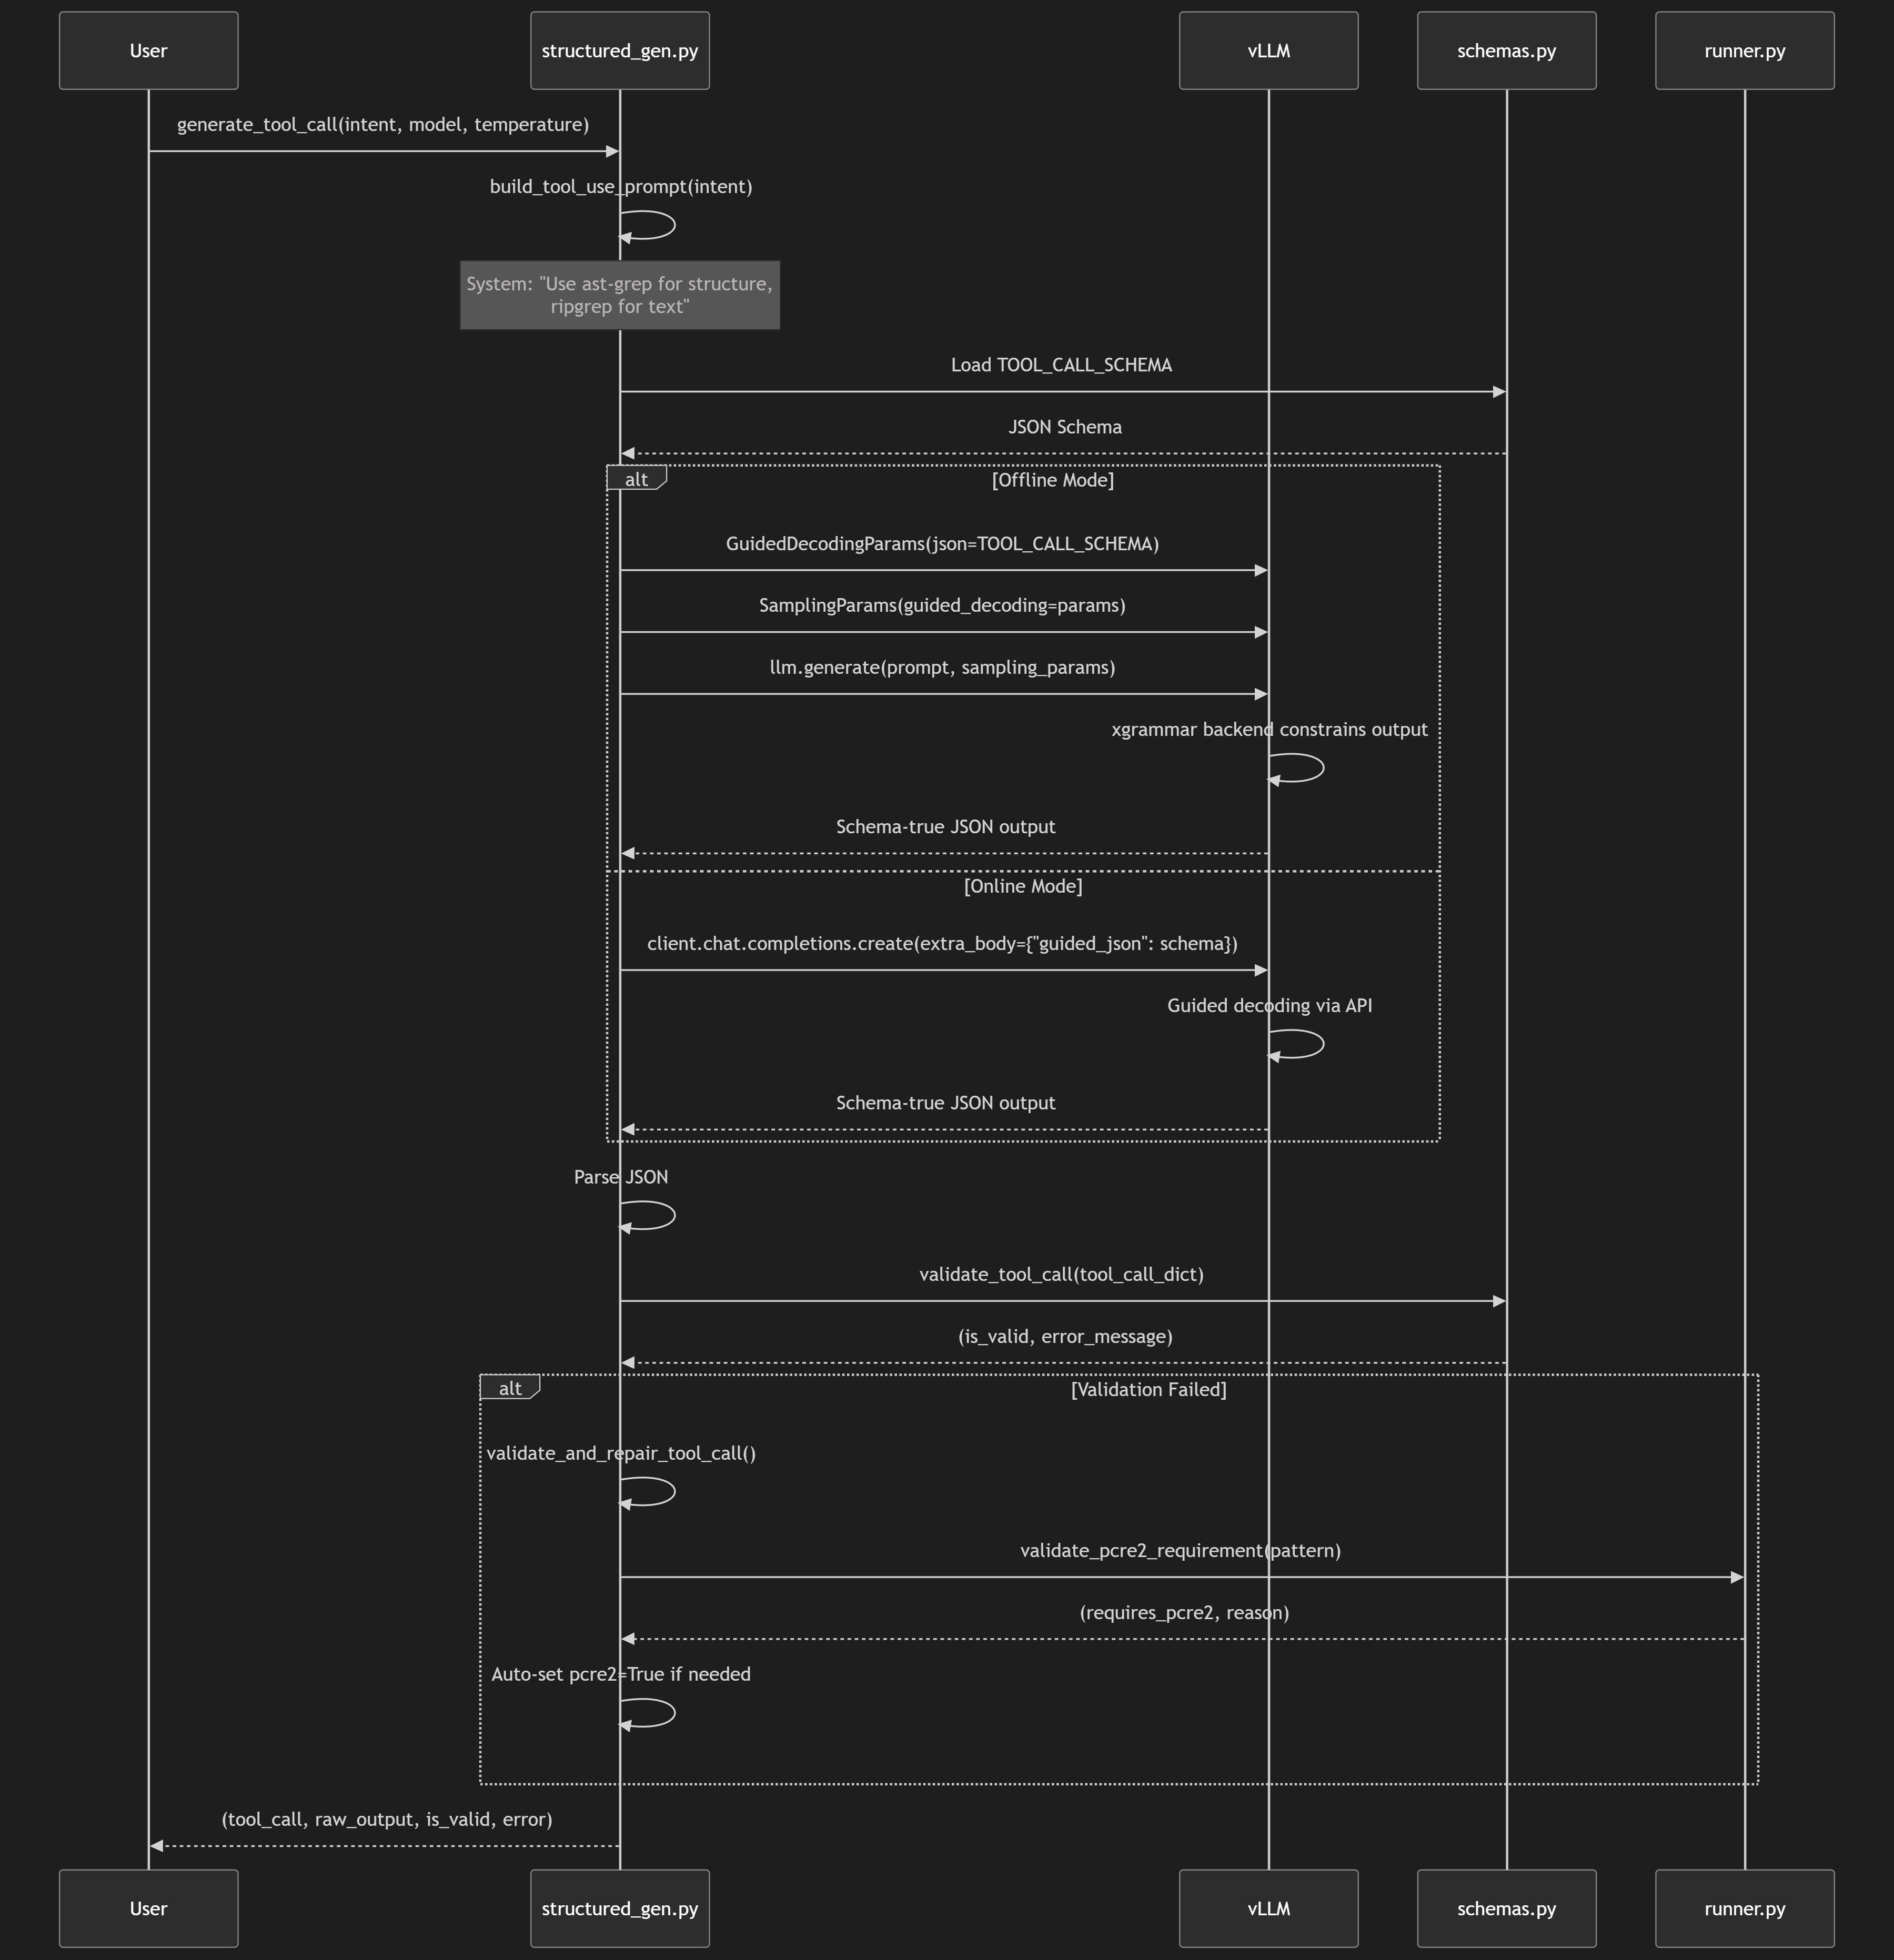 User
structured_gen.py
vLLM
schemas.py
runner.py
generate_tool_call(intent, model, temperature)
build_tool_use_prompt(intent)
System: "Use ast-grep for structure,
ripgrep for text"
Load TOOL_CALL_SCHEMA
JSON Schema
alt
[Offline Mode]
GuidedDecodingParams(json=TOOL_CALL_SCHEMA)
SamplingParams(guided_decoding=params)
llm.generate(prompt, sampling_params)
xgrammar backend constrains output
Schema-true JSON output
[Online Mode]
client.chat.completions.create(extra_body={"guided_json": schema})
Guided decoding via API
Schema-true JSON output
Parse JSON
validate_tool_call(tool_call_dict)
(is_valid, error_message)
alt
[Validation Failed]
validate_and_repair_tool_call()
validate_pcre2_requirement(pattern)
(requires_pcre2, reason)
Auto-set pcre2=True if needed
(tool_call, raw_output, is_valid, error)
User
structured_gen.py
vLLM
schemas.py
runner.py